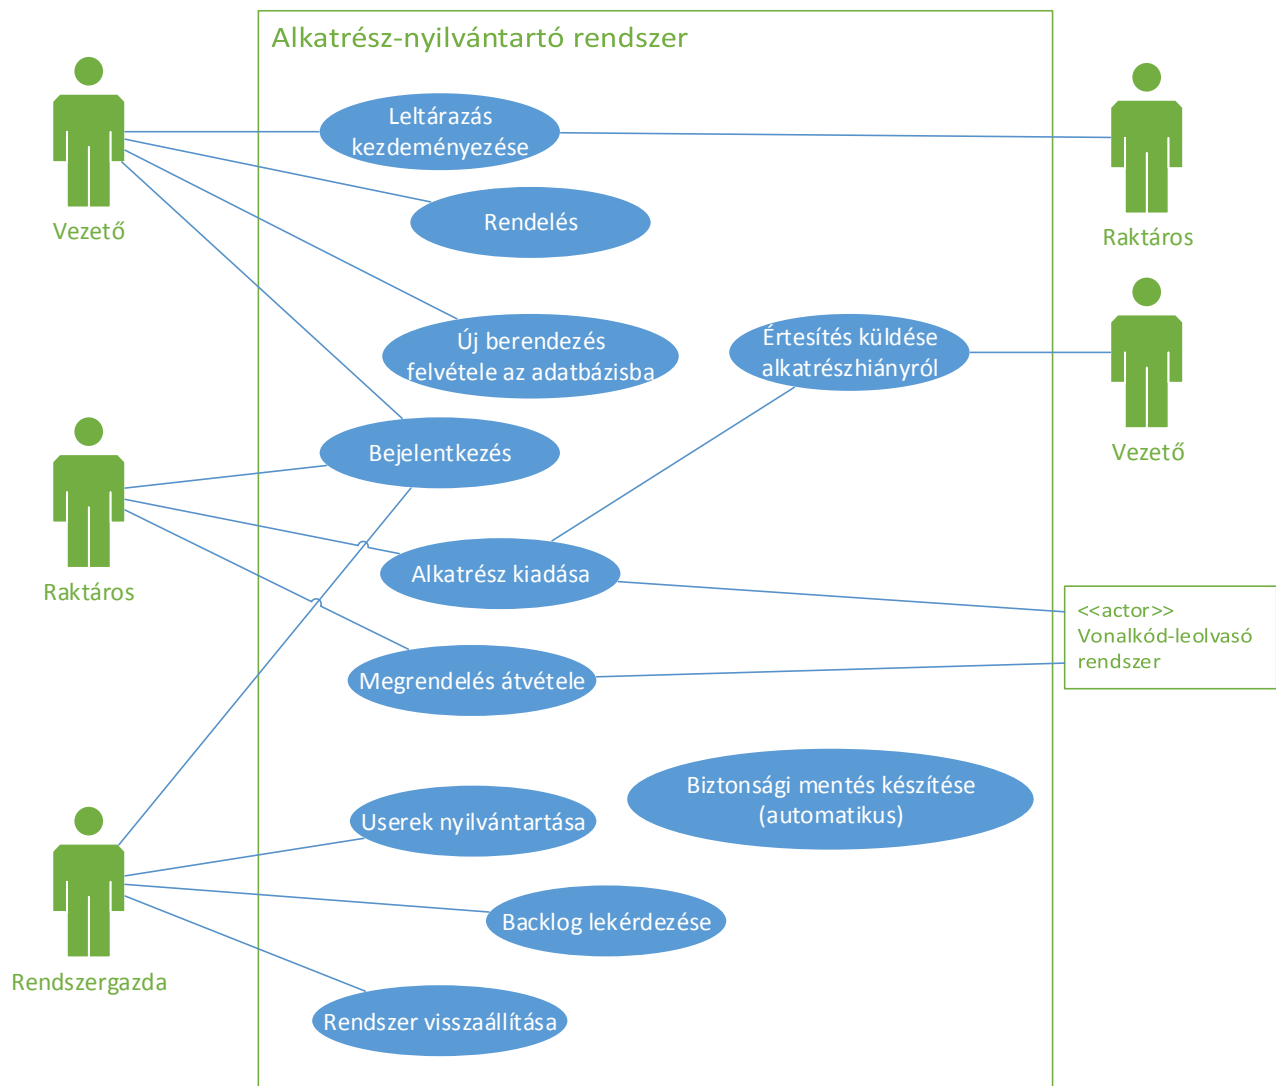 Alkatrész-nyilvántartó rendszer
Leltárazás
kezdeményezése
Vezető
Rendelés
Raktáros
Új berendezés
felvétele az adatbázisba
Értesítés küldése
alkatrészhiányról
Vezető
Bejelentkezés
Raktáros
Alkatrész kiadása
<<actor>>
Vonalkód-leolvasó
rendszer
Megrendelés átvétele
Biztonsági mentés készítése
(automatikus)
Userek nyilvántartása
Backlog lekérdezése
Rendszergazda
Rendszer visszaállítása